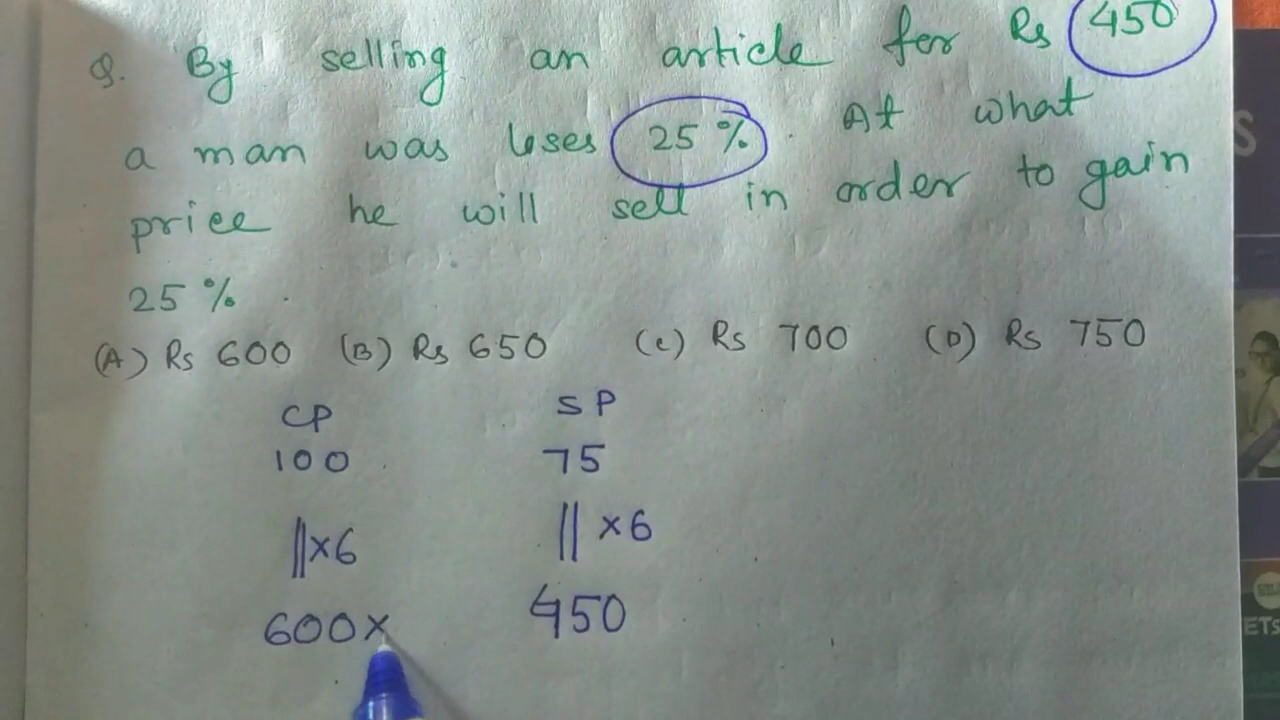 Q. By selling an article for Rs 450
a man was loses 25 %. At what
price he will sell in order to gain
25 % .
(A) Rs 600 (B) Rs 650 (C) Rs 700 (D) Rs 750
CP SP
100 75
||×6 || ×6
600× 450
S
ETS